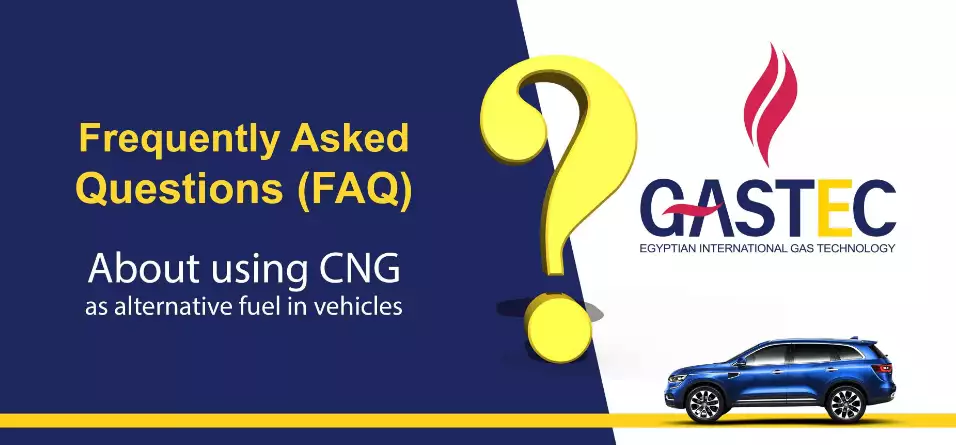 Frequently Asked
Questions (FAQ)
About using CNG
as alternative fuel in vehicles
GASTEC
EGYPTIAN INTERNATIONAL GAS TECHNOLOGY